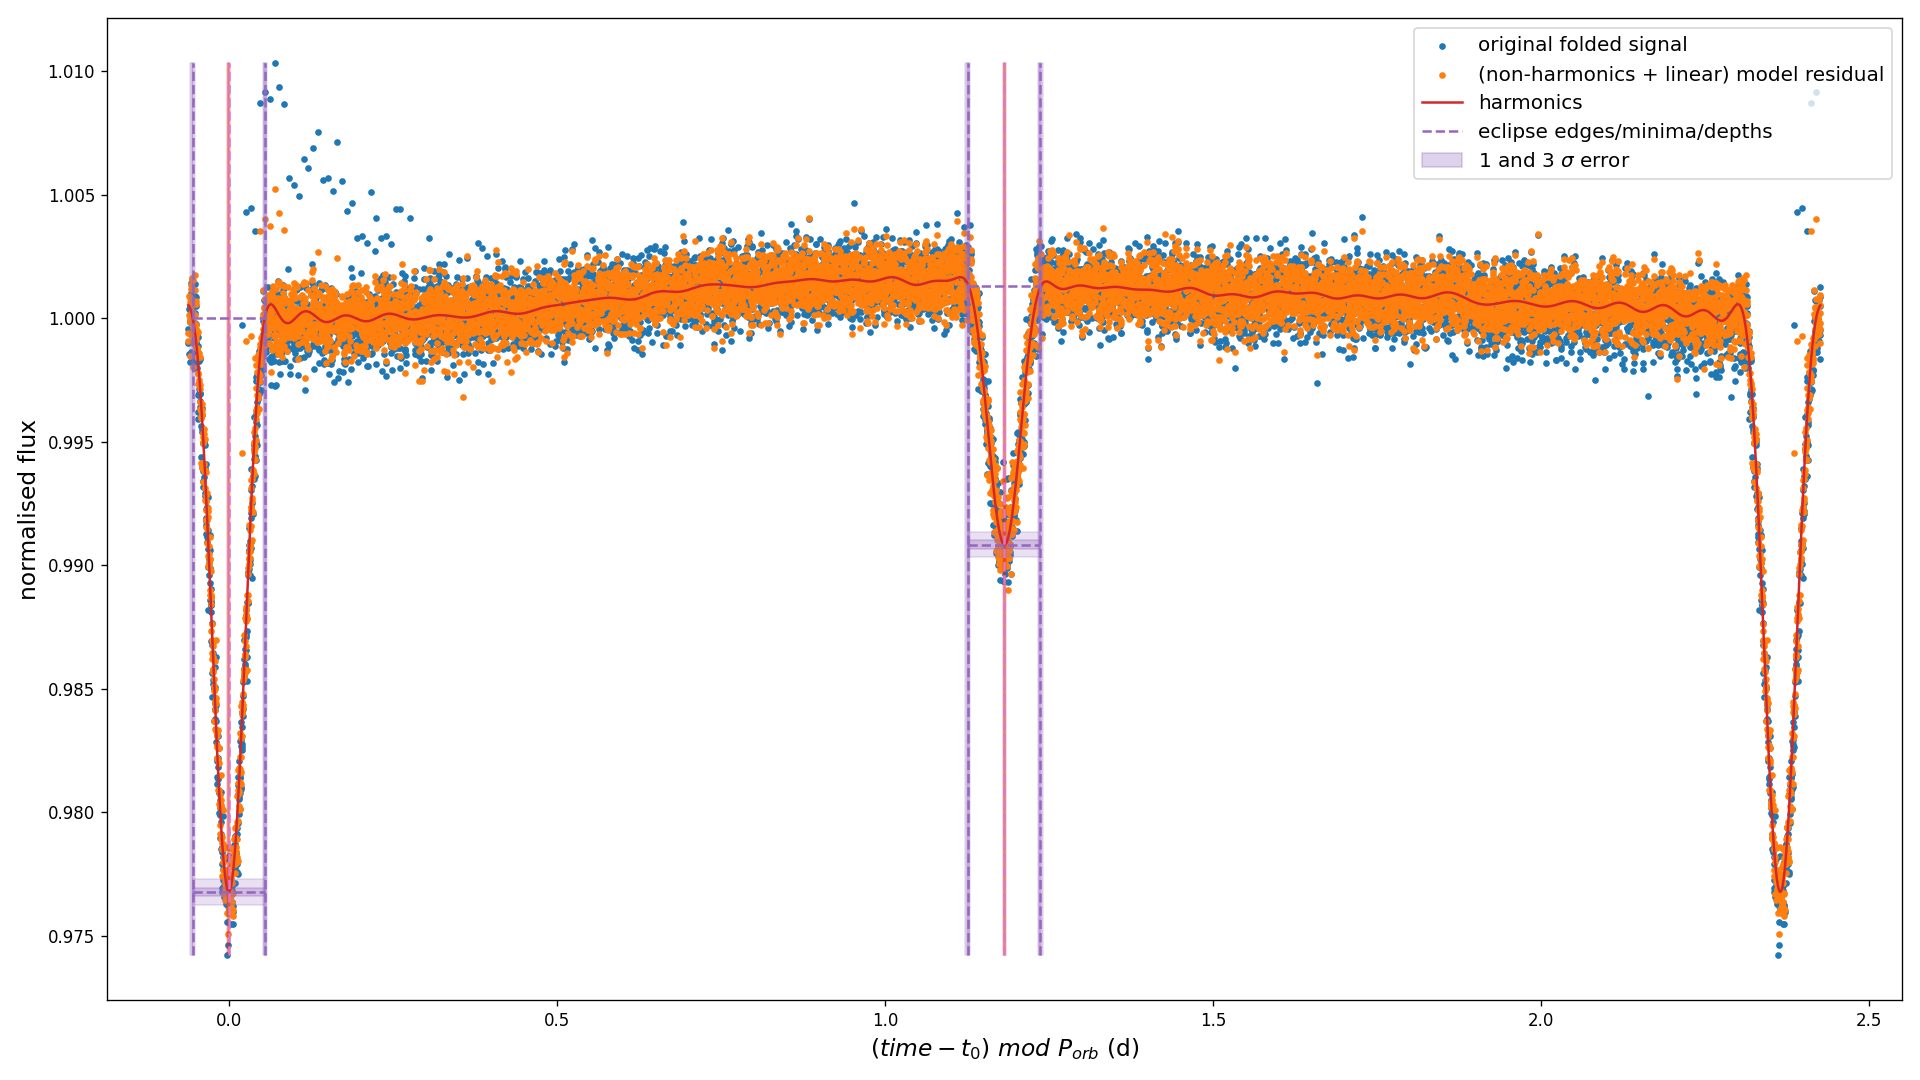 original folded signal
(non-harmonics + linear) model residual
harmonics
eclipse edges/minima/depths
1 and 3 σ error
normalised flux
1.010
1.005
1.000
0.995
0.990
0.985
0.980
0.975
0.0 0.5 1.0 1.5 2.0 2.5
(time − t₀) mod Pₒᵣb (d)